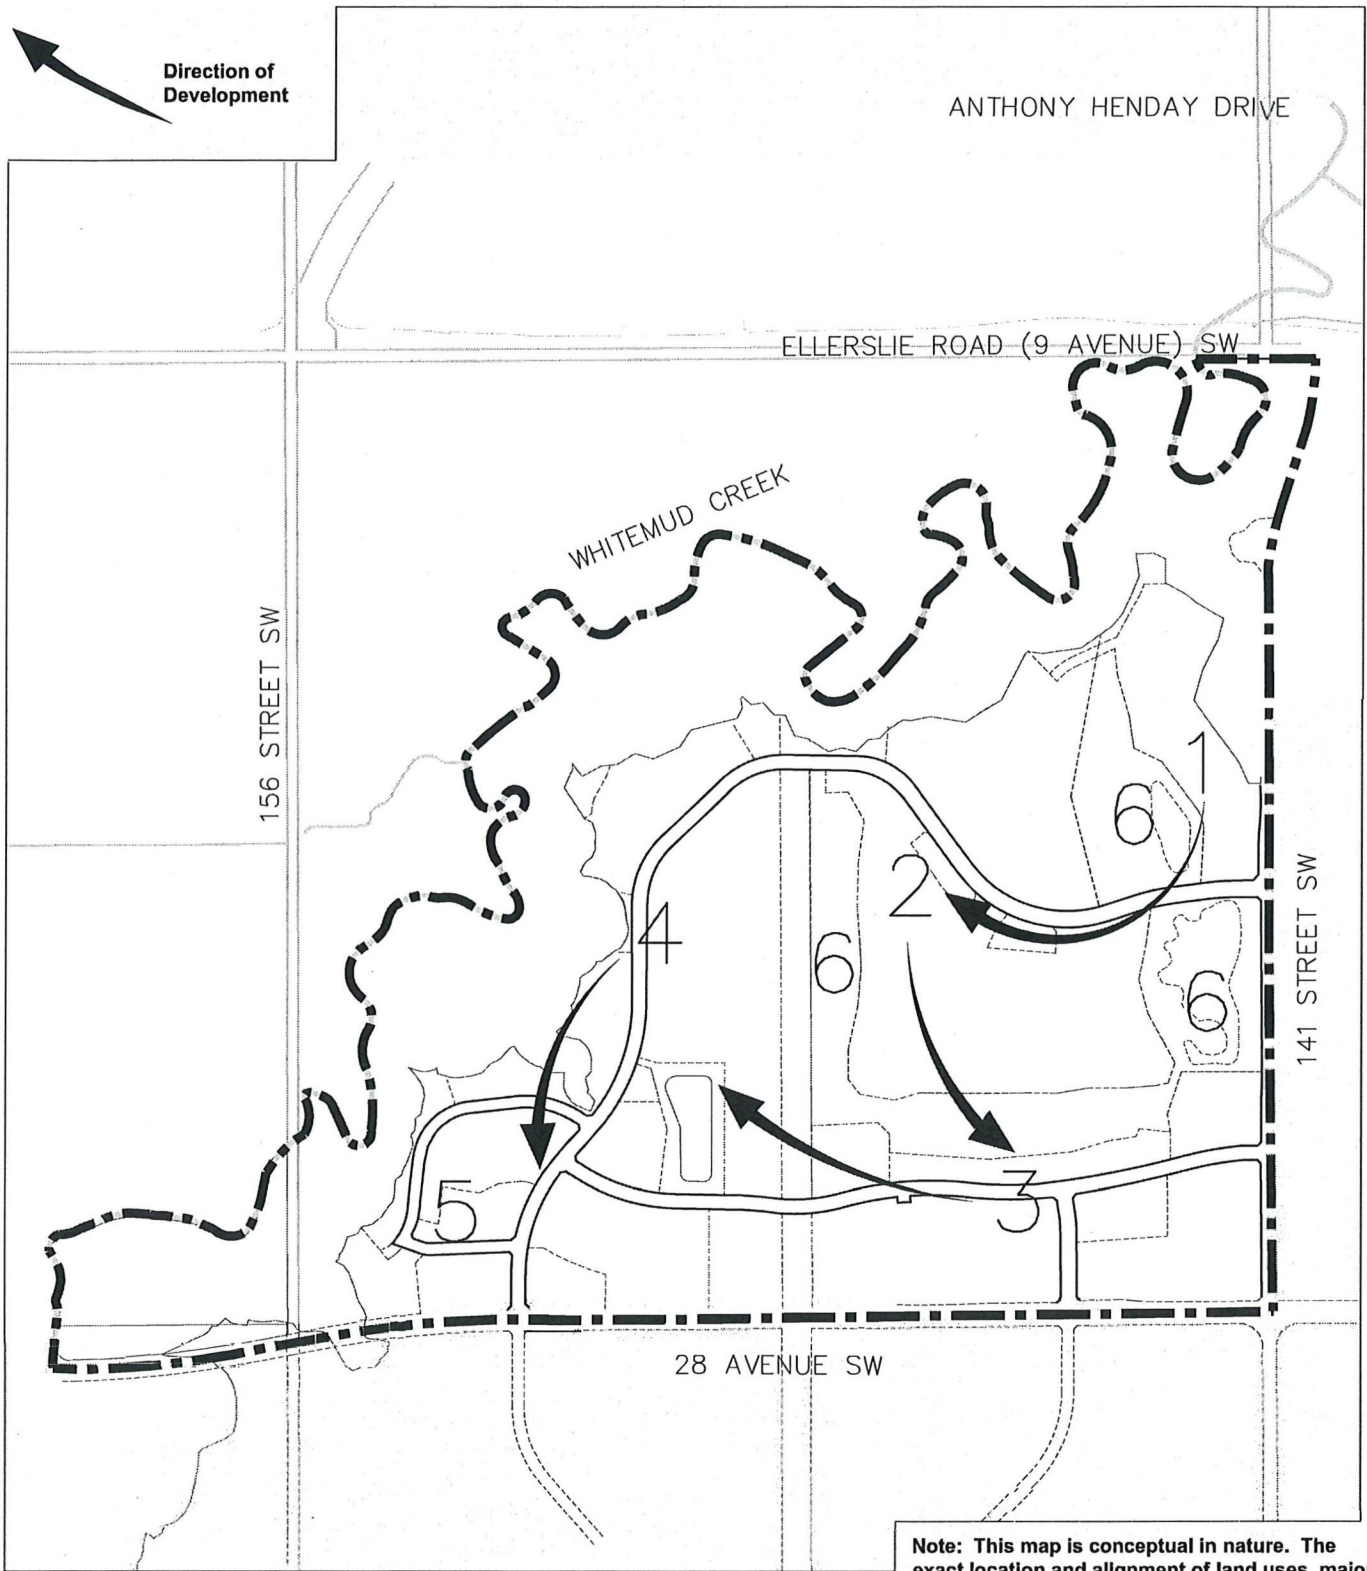 Direction of
Development
ANTHONY HENDAY DRIVE
ELLERSLIE ROAD (9 AVENUE) SW
WHITEMUD CREEK
156 STREET SW
1
6
2
4
6
6
141 STREET SW
3
5
28 AVENUE SW
Note: This map is conceptual in nature. The